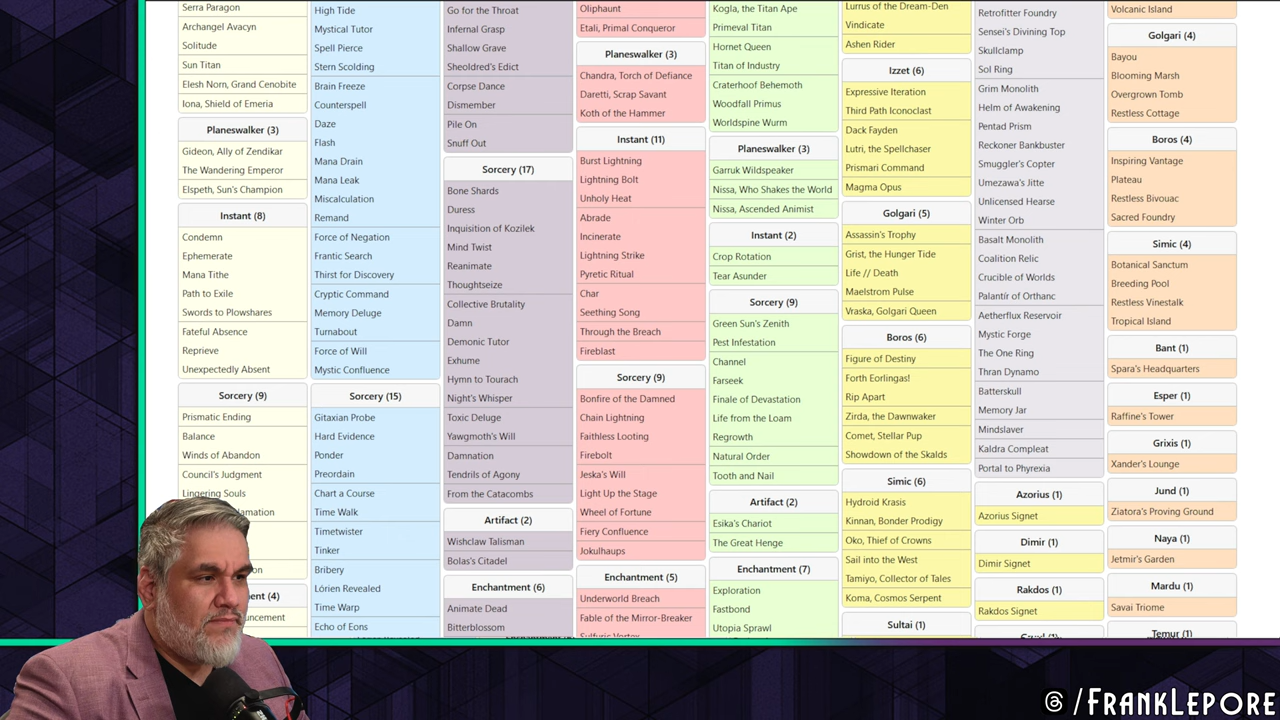 Serra Paragon
Archangel Avacyn
Solitude
Sun Titan
Elesh Norn, Grand Cenobite
Iona, Shield of Emeria
Planeswalker (3)
Gideon, Ally of Zendikar
The Wandering Emperor
Elspeth, Sun's Champion
Instant (8)
Condemn
Ephemerate
Mana Tithe
Path to Exile
Swords to Plowshares
Fateful Absence
Reprieve
Unexpectedly Absent
Sorcery (9)
Prismatic Ending
Balance
Winds of Abandon
Council's Judgment
Lingering Souls
High Tide
Mystical Tutor
Spell Pierce
Stern Scolding
Brain Freeze
Counterspell
Daze
Flash
Mana Drain
Mana Leak
Miscalculation
Remand
Force of Negation
Frantic Search
Thirst for Discovery
Cryptic Command
Memory Deluge
Turnabout
Force of Will
Mystic Confluence
Sorcery (15)
Gitaxian Probe
Hard Evidence
Ponder
Preordain
Chart a Course
Time Walk
Timetwister
Tinker
Bribery
Lórien Revealed
Time Warp
Echo of Eons
Go for the Throat
Infernal Grasp
Shallow Grave
Sheoldred's Edict
Corpse Dance
Dismember
Pile On
Snuff Out
Sorcery (17)
Bone Shards
Duress
Inquisition of Kozilek
Mind Twist
Reanimate
Thoughtseize
Collective Brutality
Damn
Demonic Tutor
Exhume
Hymn to Tourach
Night's Whisper
Toxic Deluge
Yawgmoth's Will
Damnation
Tendrils of Agony
From the Catacombs
Artifact (2)
Wishclaw Talisman
Bolas's Citadel
Enchantment (6)
Animate Dead
Bitterblossom
Oliphaunt
Etali, Primal Conqueror
Planeswalker (3)
Chandra, Torch of Defiance
Daretti, Scrap Savant
Koth of the Hammer
Instant (11)
Burst Lightning
Lightning Bolt
Unholy Heat
Abrade
Incinerate
Lightning Strike
Pyretic Ritual
Char
Seething Song
Through the Breach
Fireblast
Sorcery (9)
Bonfire of the Damned
Chain Lightning
Faithless Looting
Firebolt
Jeska's Will
Light Up the Stage
Wheel of Fortune
Fiery Confluence
Jokulhaups
Enchantment (5)
Underworld Breach
Fable of the Mirror-Breaker
Sulfuric Vortex
Kogla, the Titan Ape
Primeval Titan
Hornet Queen
Titan of Industry
Craterhoof Behemoth
Woodfall Primus
Worldspine Wurm
Planeswalker (3)
Garruk Wildspeaker
Nissa, Who Shakes the World
Nissa, Ascended Animist
Instant (2)
Crop Rotation
Tear Asunder
Sorcery (9)
Green Sun's Zenith
Pest Infestation
Channel
Farseek
Finale of Devastation
Life from the Loam
Regrowth
Natural Order
Tooth and Nail
Artifact (2)
Esika's Chariot
The Great Henge
Enchantment (7)
Exploration
Fastbond
Utopia Sprawl
Lurrus of the Dream-Den
Vindicate
Ashen Rider
Izzet (6)
Expressive Iteration
Third Path Iconoclast
Dack Fayden
Lutri, the Spellchaser
Prismari Command
Magma Opus
Golgari (5)
Assassin's Trophy
Grist, the Hunger Tide
Life // Death
Maelstrom Pulse
Vraska, Golgari Queen
Boros (6)
Figure of Destiny
Forth Eorlingas!
Rip Apart
Zirda, the Dawnwaker
Comet, Stellar Pup
Showdown of the Skalds
Simic (6)
Hydroid Krasis
Kinnan, Bonder Prodigy
Oko, Thief of Crowns
Sail into the West
Tamiyo, Collector of Tales
Koma, Cosmos Serpent
Sultai (1)
Retrofitter Foundry
Sensei's Divining Top
Skullclamp
Sol Ring
Grim Monolith
Helm of Awakening
Pentad Prism
Reckoner Bankbuster
Smuggler's Copter
Umezawa's Jitte
Unlicensed Hearse
Winter Orb
Basalt Monolith
Coalition Relic
Crucible of Worlds
Palantír of Orthanc
Aetherflux Reservoir
Mystic Forge
The One Ring
Thran Dynamo
Batterskull
Memory Jar
Mindslaver
Kaldra Compleat
Portal to Phyrexia
Azorius (1)
Azorius Signet
Dimir (1)
Dimir Signet
Rakdos (1)
Rakdos Signet
Volcanic Island
Golgari (4)
Bayou
Blooming Marsh
Overgrown Tomb
Restless Cottage
Boros (4)
Inspiring Vantage
Plateau
Restless Bivouac
Sacred Foundry
Simic (4)
Botanical Sanctum
Breeding Pool
Restless Vinestalk
Tropical Island
Bant (1)
Spara's Headquarters
Esper (1)
Raffine's Tower
Grixis (1)
Xander's Lounge
Jund (1)
Ziatora's Proving Ground
Naya (1)
Jetmir's Garden
Mardu (1)
Savai Triome
Temur (1)
/FrankLepore